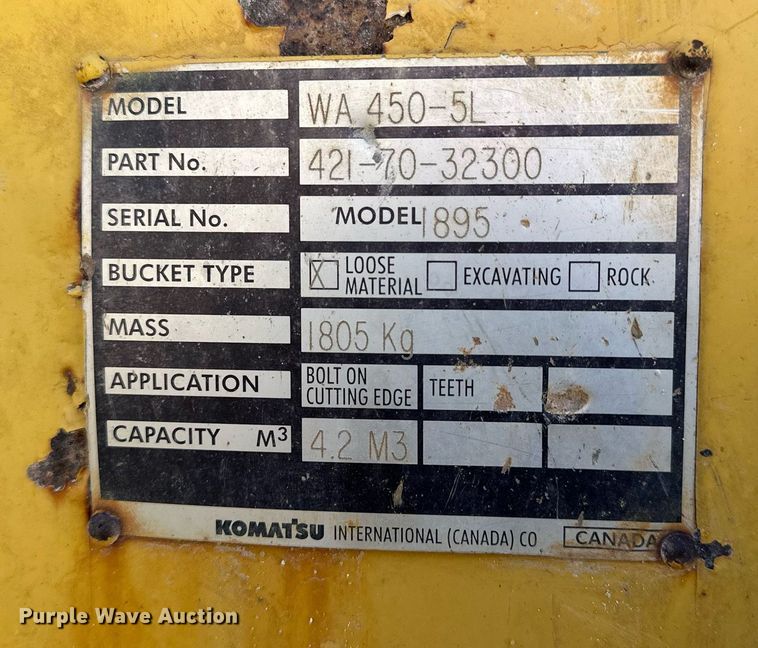 MODEL WA 450-5L
PART No. 421-70-32300
SERIAL No. MODEL 1895
BUCKET TYPE X LOOSE MATERIAL EXCAVATING ROCK
MASS 1805 Kg
APPLICATION BOLT ON CUTTING EDGE TEETH
CAPACITY M³ 4.2 M3
KOMATSU INTERNATIONAL (CANADA) CO CANADA
Purple Wave Auction